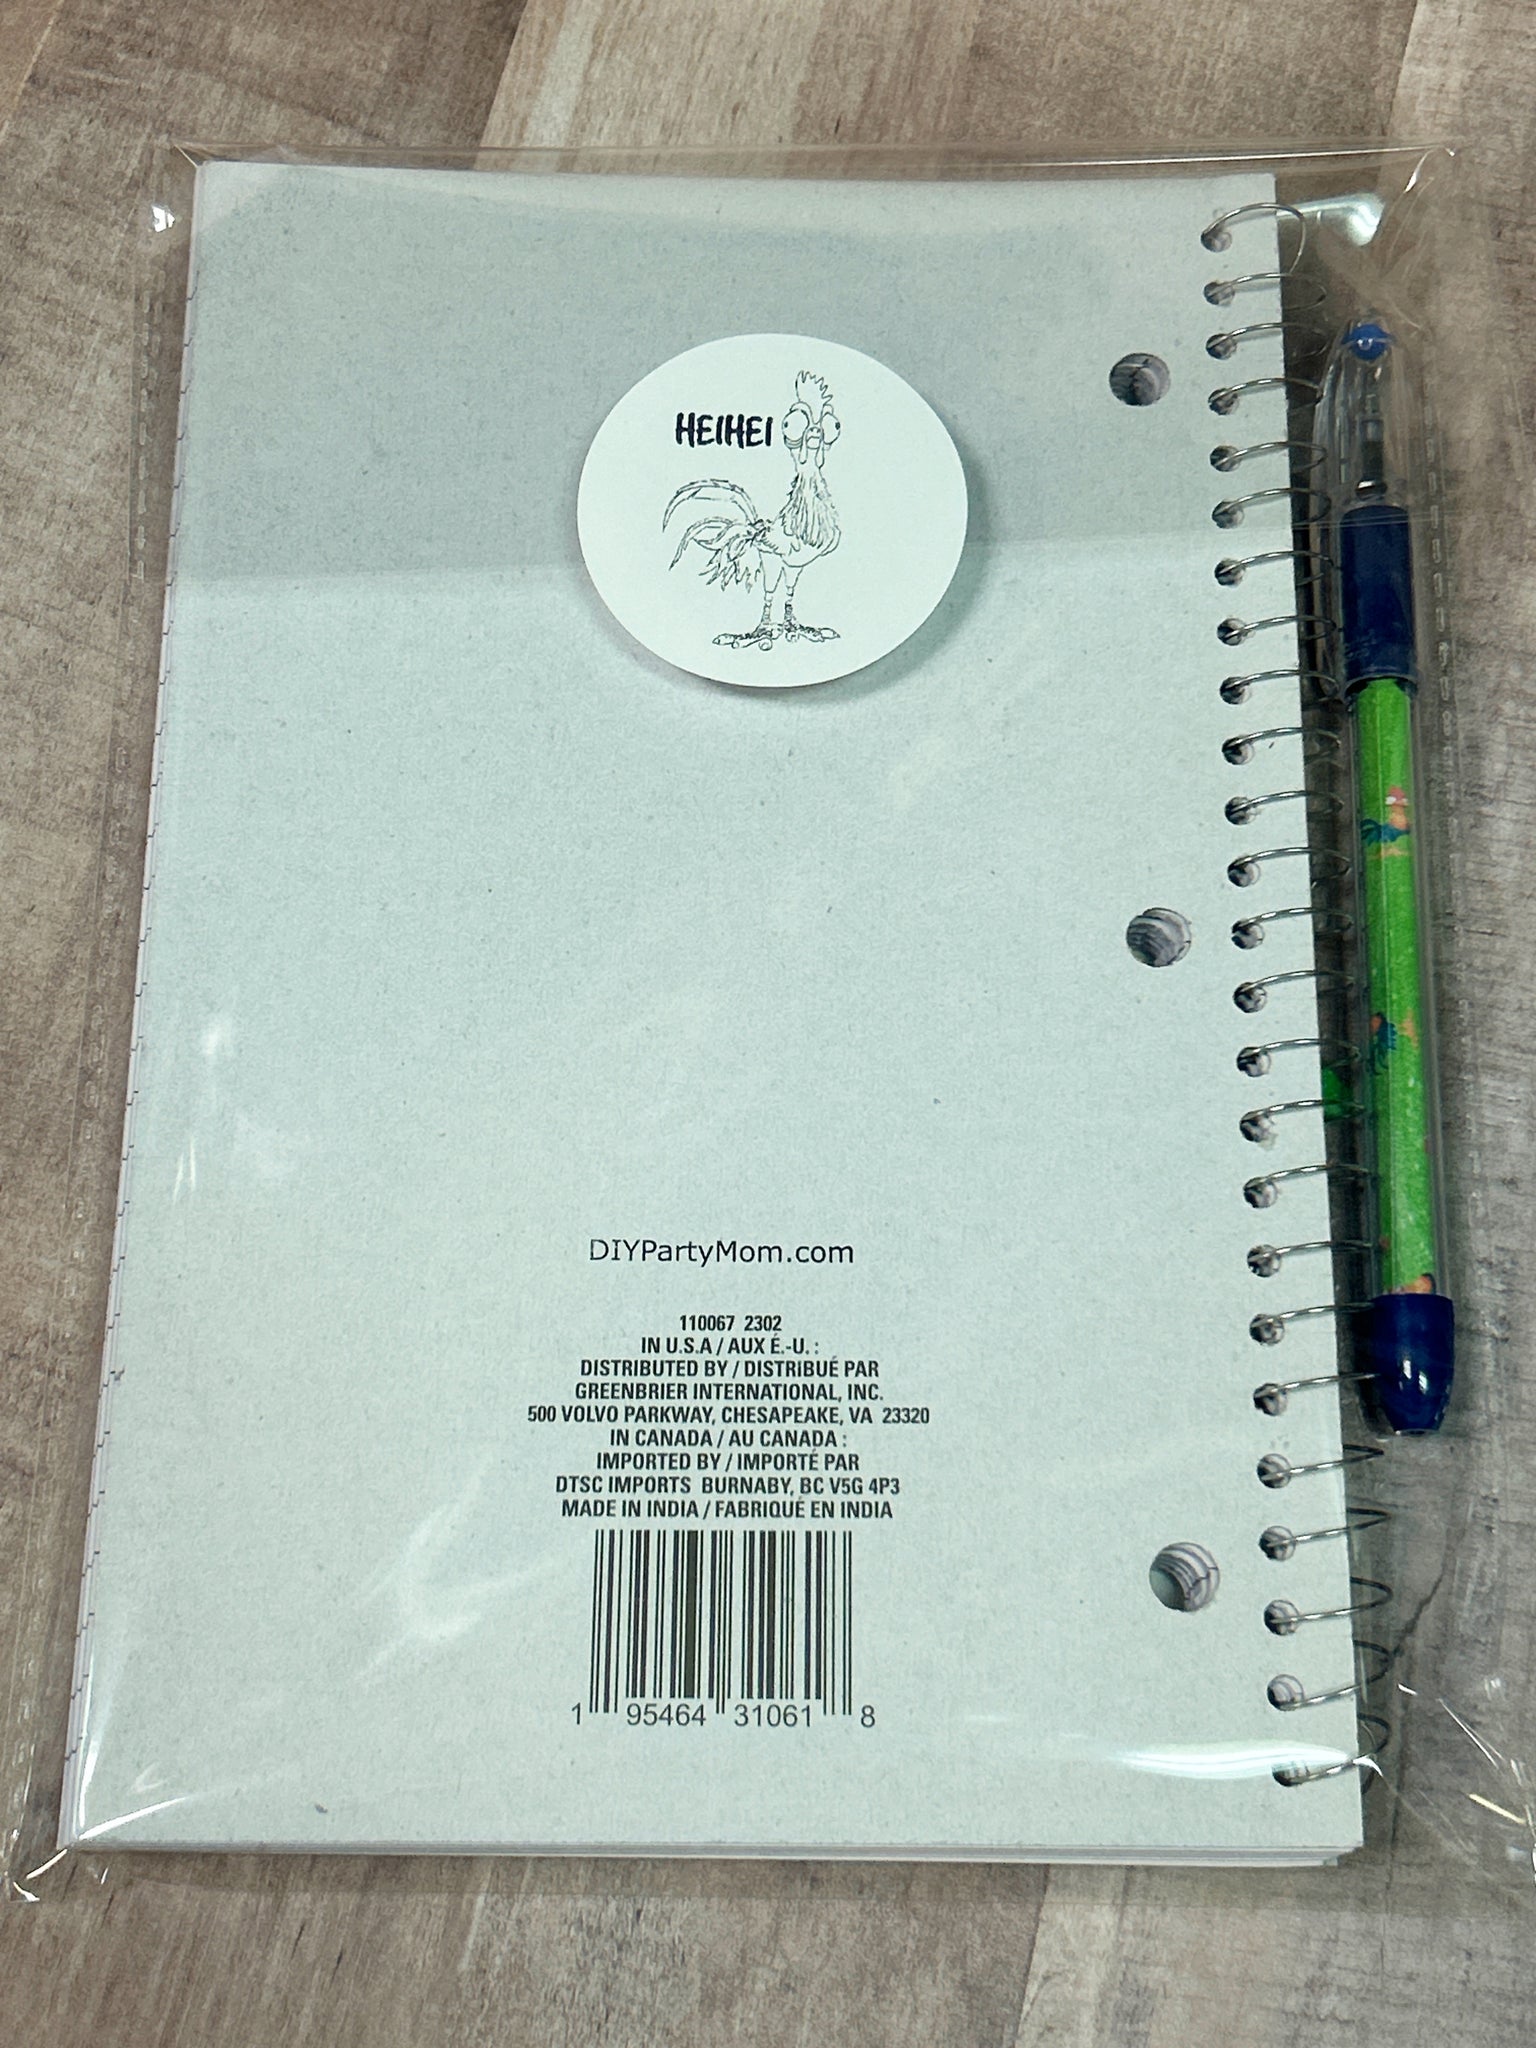 HEIHEI
DIYPartyMom.com
110067 2302
IN U.S.A / AUX É.-U. :
DISTRIBUTED BY / DISTRIBUÉ PAR
GREENBRIER INTERNATIONAL, INC.
500 VOLVO PARKWAY, CHESAPEAKE, VA 23320
IN CANADA / AU CANADA :
IMPORTED BY / IMPORTÉ PAR
DTSC IMPORTS BURNABY, BC V5G 4P3
MADE IN INDIA / FABRIQUÉ EN INDIA
1 95464 31061 8